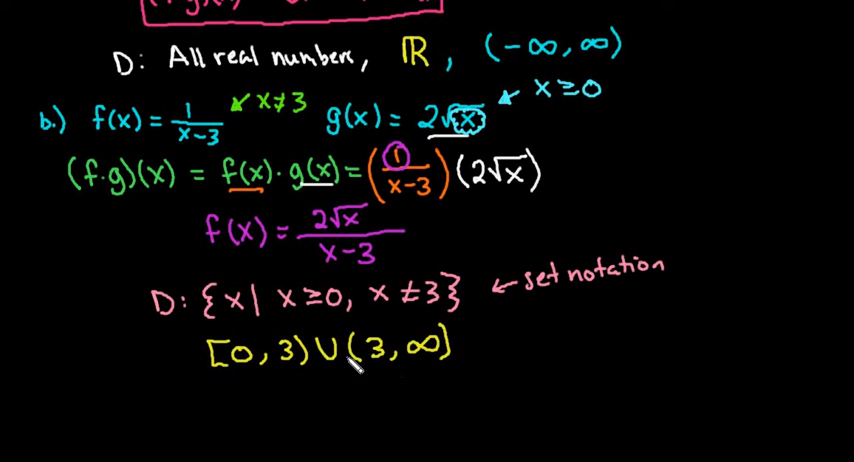 D: All real numbers, ℝ, (-∞, ∞)
b.) f(x) = 1/(x-3) ↙ x≠3 g(x) = 2√x ↙ x≥0
(f·g)(x) = f(x)·g(x) = (1/(x-3))(2√x)
f(x) = 2√x/(x-3)
D: {x| x≥0, x≠3} ← set notation
[0, 3)∪(3, ∞)